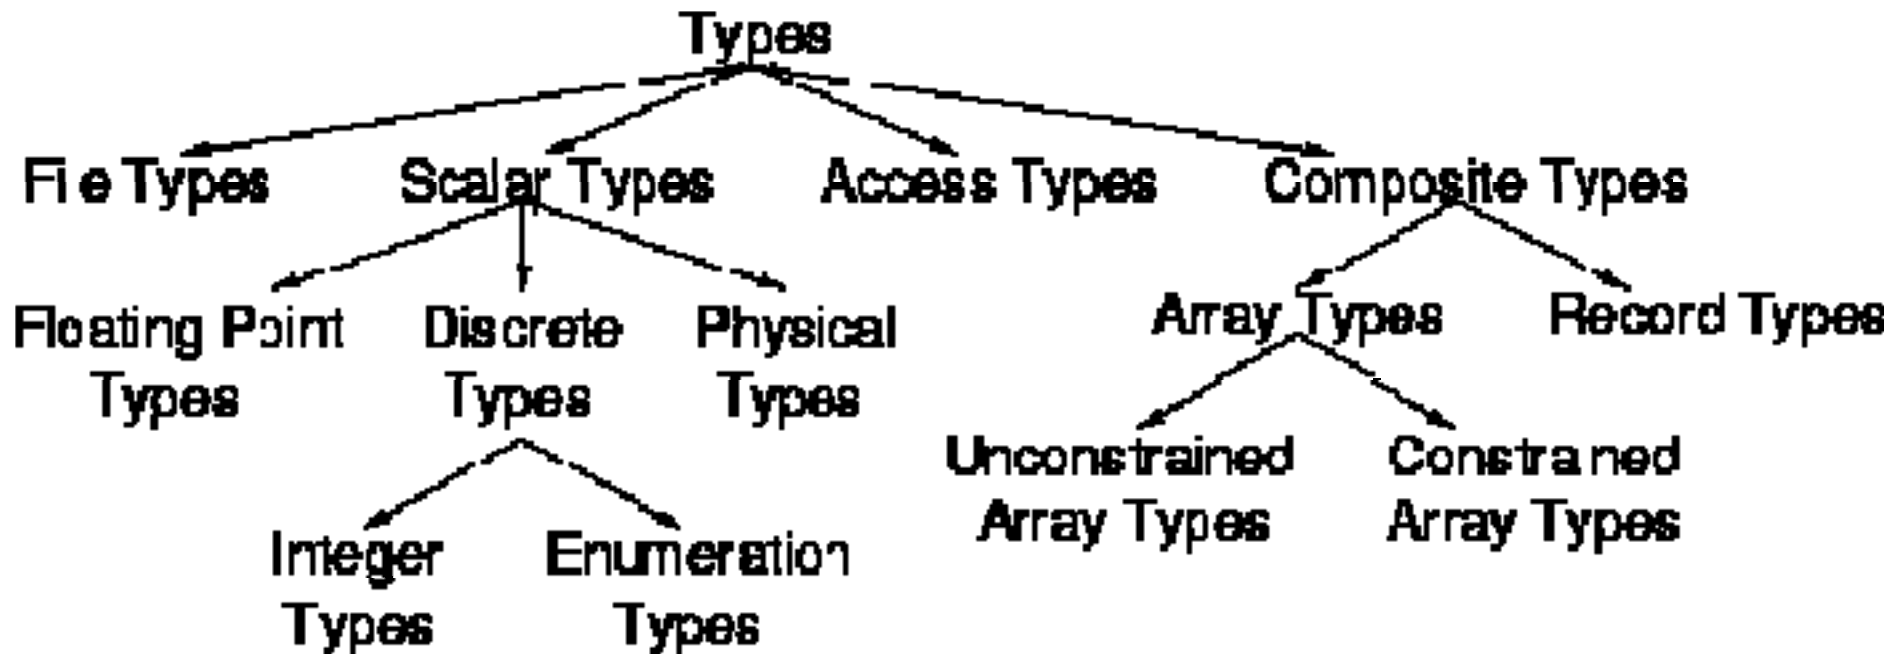 Types
File Types Scalar Types Access Types Composite Types
Floating Point Types Discrete Types Physical Types Array Types Record Types
Unconstrained Array Types Constrained Array Types
Integer Types Enumeration Types